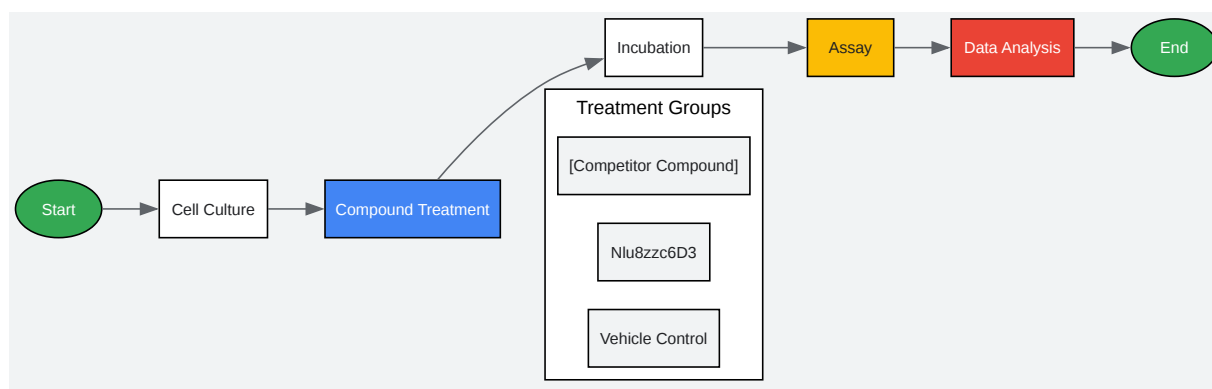 Start
Cell Culture
Compound Treatment
Incubation
Assay
Data Analysis
End
Treatment Groups
[Competitor Compound]
Nlu8zzc6D3
Vehicle Control